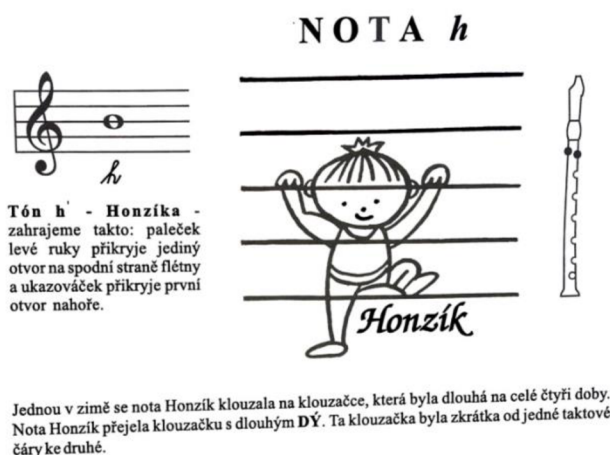 NOTA h
h
Tón h' - Honzíka -
zahrajeme takto: paleček
levé ruky přikryje jediný
otvor na spodní straně flétny
a ukazováček přikryje první
otvor nahoře.
Honzík
Jednou v zimě se nota Honzík klouzala na klouzačce, která byla dlouhá na celé čtyři doby.
Nota Honzík přejela klouzačku s dlouhým DÝ. Ta klouzačka byla zkrátka od jedné taktové
čáry ke druhé.